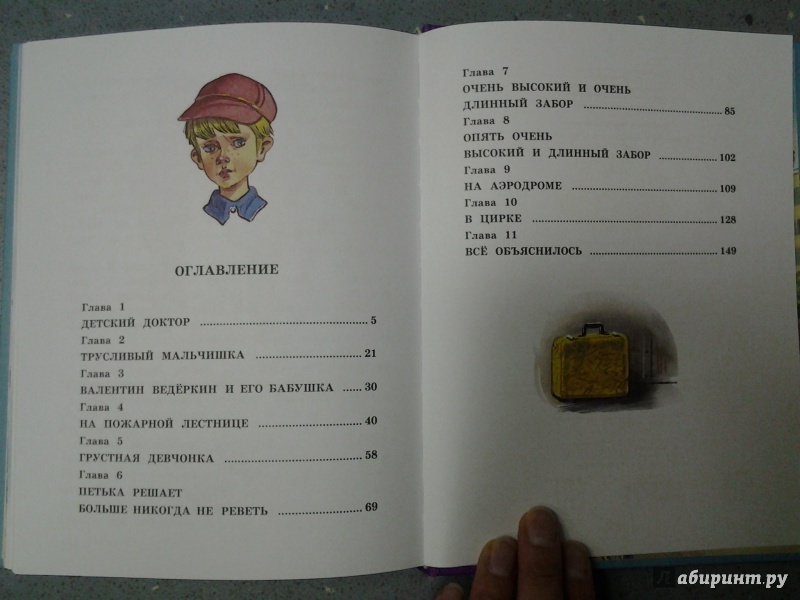 ОГЛАВЛЕНИЕ
Глава 1
ДЕТСКИЙ ДОКТОР ........ 5
Глава 2
ТРУСЛИВЫЙ МАЛЬЧИШКА ........ 21
Глава 3
ВАЛЕНТИН ВЕДЁРКИН И ЕГО БАБУШКА ...... 30
Глава 4
НА ПОЖАРНОЙ ЛЕСТНИЦЕ ........ 40
Глава 5
ГРУСТНАЯ ДЕВЧОНКА ........ 58
Глава 6
ПЕТЬКА РЕШАЕТ
БОЛЬШЕ НИКОГДА НЕ РЕВЕТЬ ........ 69
Глава 7
ОЧЕНЬ ВЫСОКИЙ И ОЧЕНЬ
ДЛИННЫЙ ЗАБОР ........ 85
Глава 8
ОПЯТЬ ОЧЕНЬ
ВЫСОКИЙ И ДЛИННЫЙ ЗАБОР ........ 102
Глава 9
НА АЭРОДРОМЕ ........ 109
Глава 10
В ЦИРКЕ ........ 128
Глава 11
ВСЁ ОБЪЯСНИЛОСЬ ........ 149
абиринт.ру